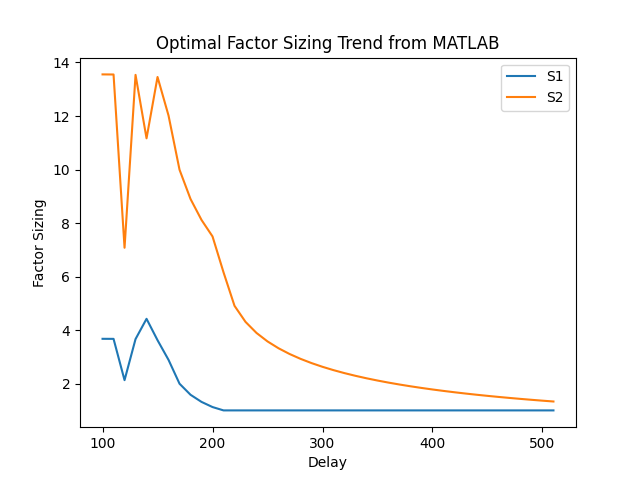 Optimal Factor Sizing Trend from MATLAB
S1
S2
14
12
10
8
6
4
2
Factor Sizing
100
200
300
400
500
Delay